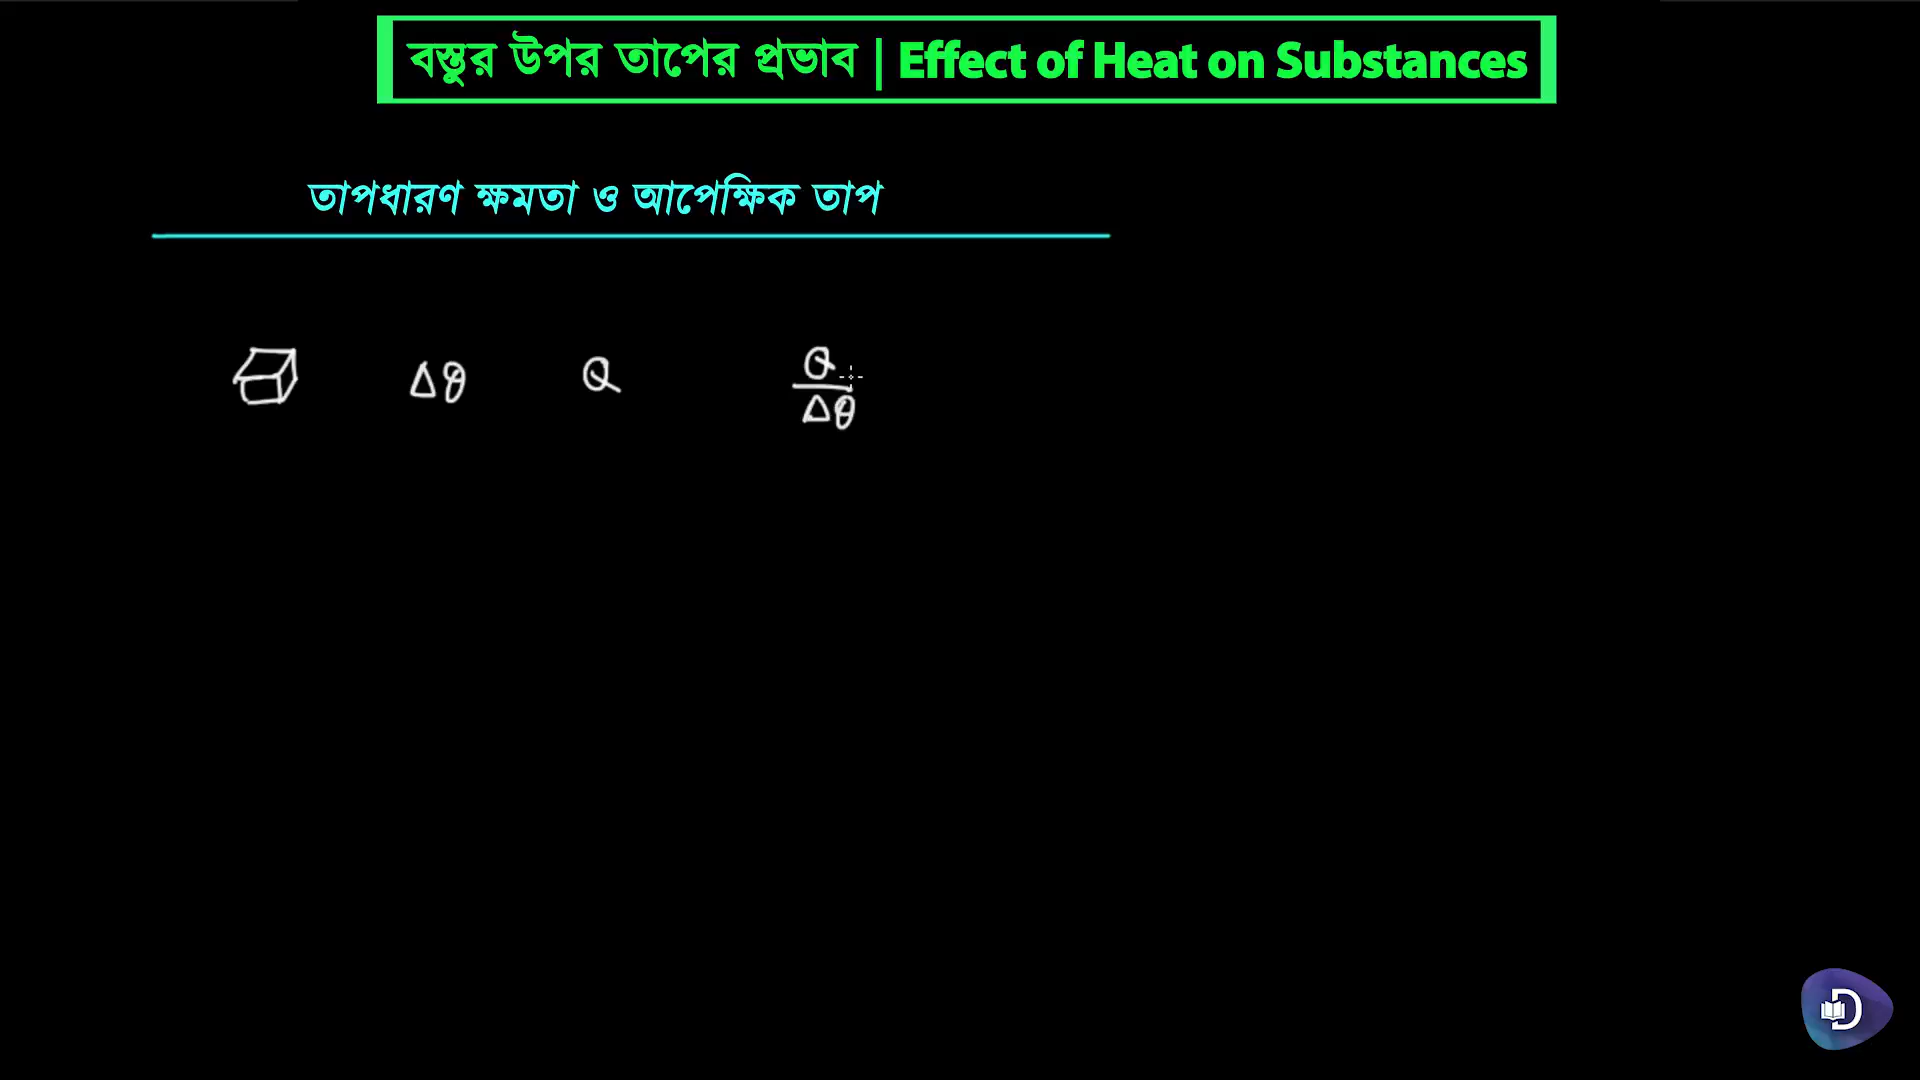 বস্তুর উপর তাপের প্রভাব | Effect of Heat on Substances
তাপধারণ ক্ষমতা ও আপেক্ষিক তাপ
Δθ Q Q/Δθ